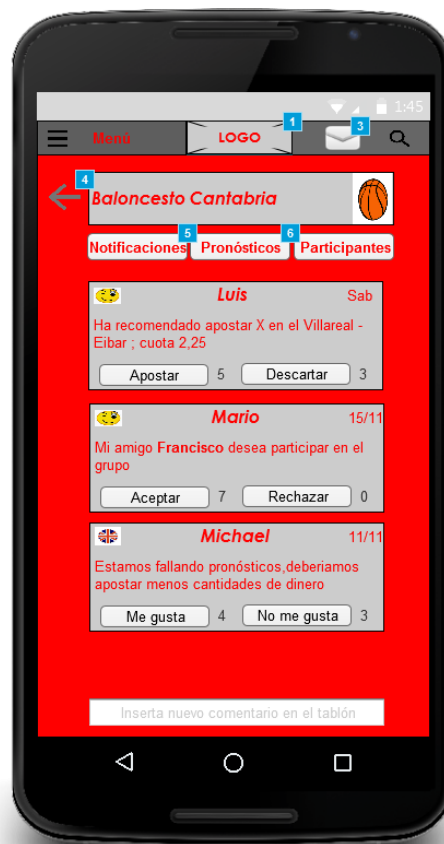 1:45
Menú
LOGO
1
3
4
Baloncesto Cantabria
5
6
Notificaciones Pronósticos Participantes
Luis Sab
Ha recomendado apostar X en el Villareal -
Eibar ; cuota 2,25
Apostar 5 Descartar 3
Mario 15/11
Mi amigo Francisco desea participar en el
grupo
Aceptar 7 Rechazar 0
Michael 11/11
Estamos fallando pronósticos,deberiamos
apostar menos cantidades de dinero
Me gusta 4 No me gusta 3
Inserta nuevo comentario en el tablón